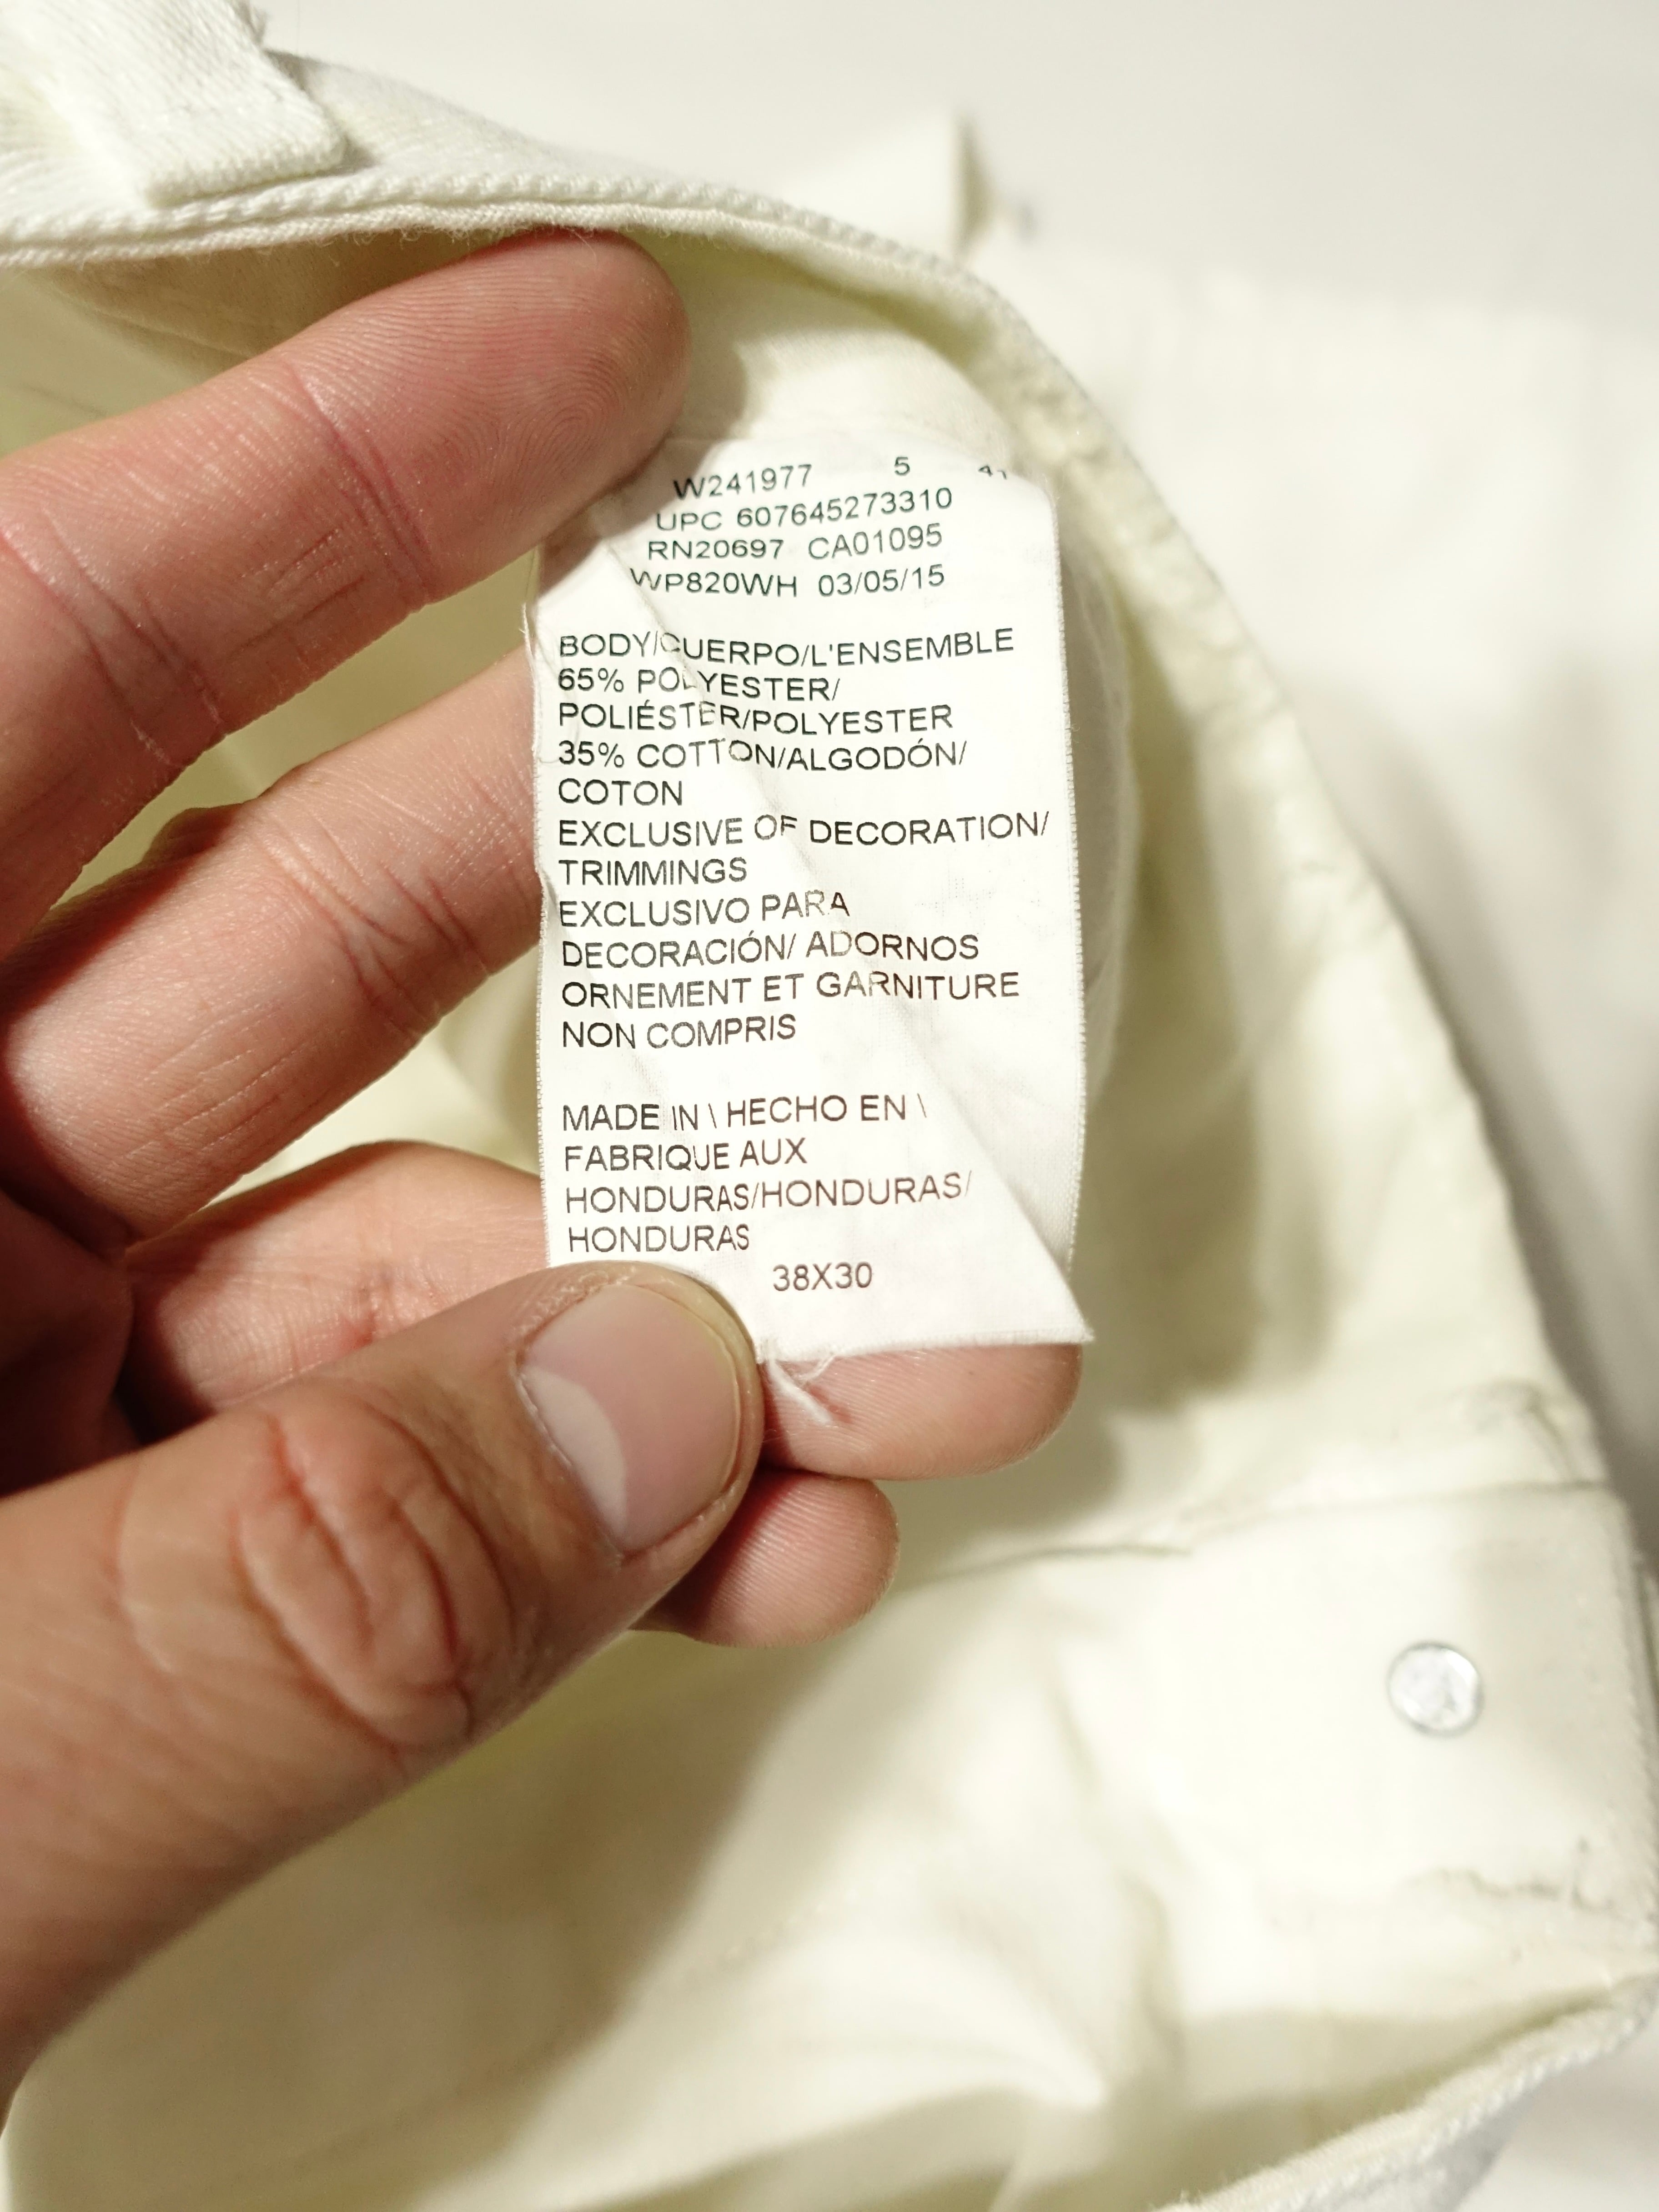 W241977 5
UPC 607645273310
RN20697 CA01095
WP820WH 03/05/15
BODY/CUERPO/L'ENSEMBLE
65% POLYESTER/
POLIÉSTER/POLYESTER
35% COTTON/ALGODÓN/
COTON
EXCLUSIVE OF DECORATION/
TRIMMINGS
EXCLUSIVO PARA
DECORACIÓN/ ADORNOS
ORNEMENT ET GARNITURE
NON COMPRIS
MADE IN \ HECHO EN \
FABRIQUE AUX
HONDURAS/HONDURAS/
HONDURAS
38X30